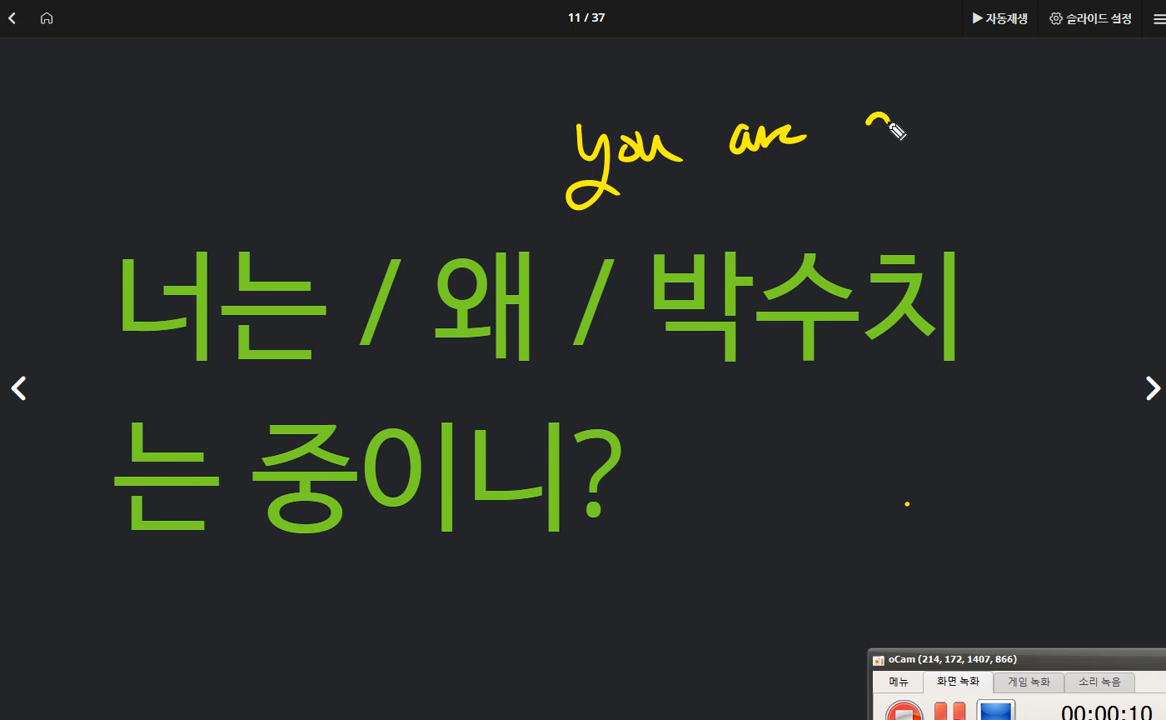 11 / 37
▶ 자동재생
슬라이드 설정
you are
너는 / 왜 / 박수치
는 중이니?
oCam (214, 172, 1407, 866)
메뉴
화면 녹화
게임 녹화
소리 녹음
00:00:10